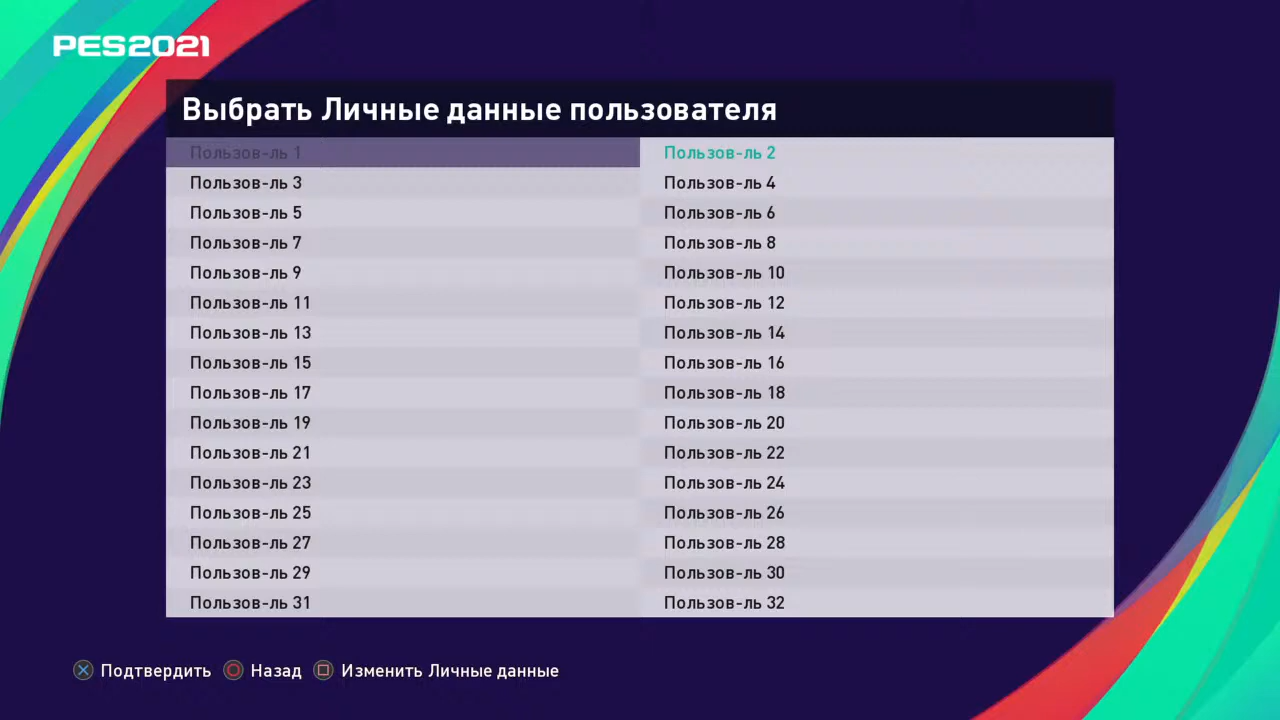 PES2021
Выбрать Личные данные пользователя
Пользов-ль 1 Пользов-ль 2
Пользов-ль 3 Пользов-ль 4
Пользов-ль 5 Пользов-ль 6
Пользов-ль 7 Пользов-ль 8
Пользов-ль 9 Пользов-ль 10
Пользов-ль 11 Пользов-ль 12
Пользов-ль 13 Пользов-ль 14
Пользов-ль 15 Пользов-ль 16
Пользов-ль 17 Пользов-ль 18
Пользов-ль 19 Пользов-ль 20
Пользов-ль 21 Пользов-ль 22
Пользов-ль 23 Пользов-ль 24
Пользов-ль 25 Пользов-ль 26
Пользов-ль 27 Пользов-ль 28
Пользов-ль 29 Пользов-ль 30
Пользов-ль 31 Пользов-ль 32
Подтвердить Назад Изменить Личные данные